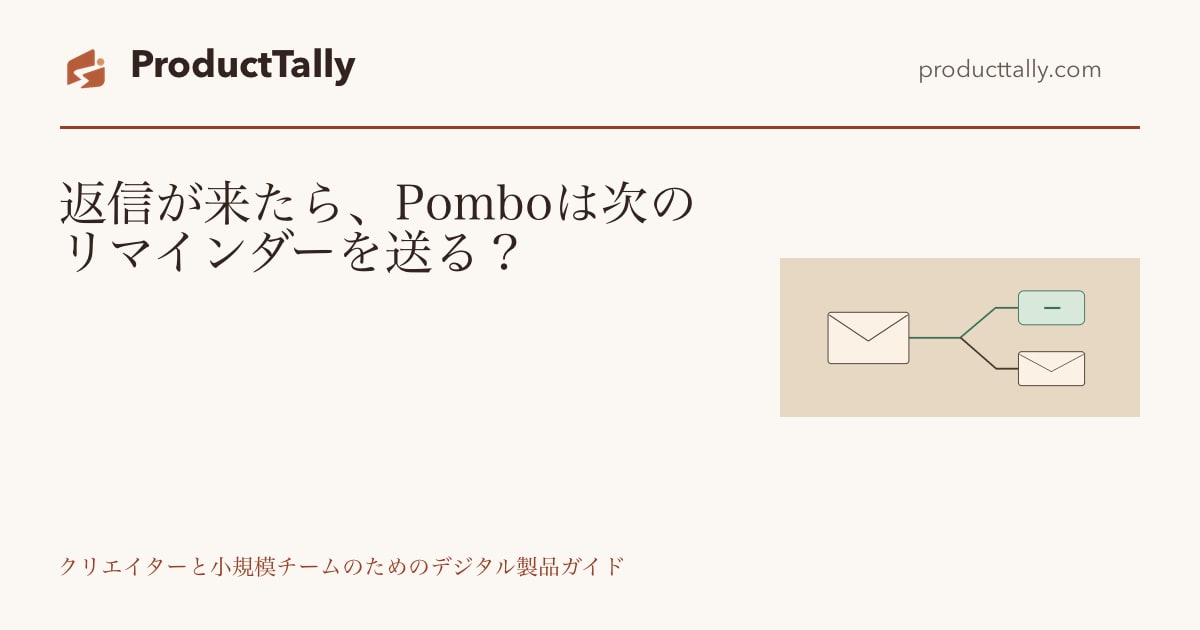 ProductTally
producttally.com
返信が来たら、Pomboは次の
リマインダーを送る？
クリエイターと小規模チームのためのデジタル製品ガイド